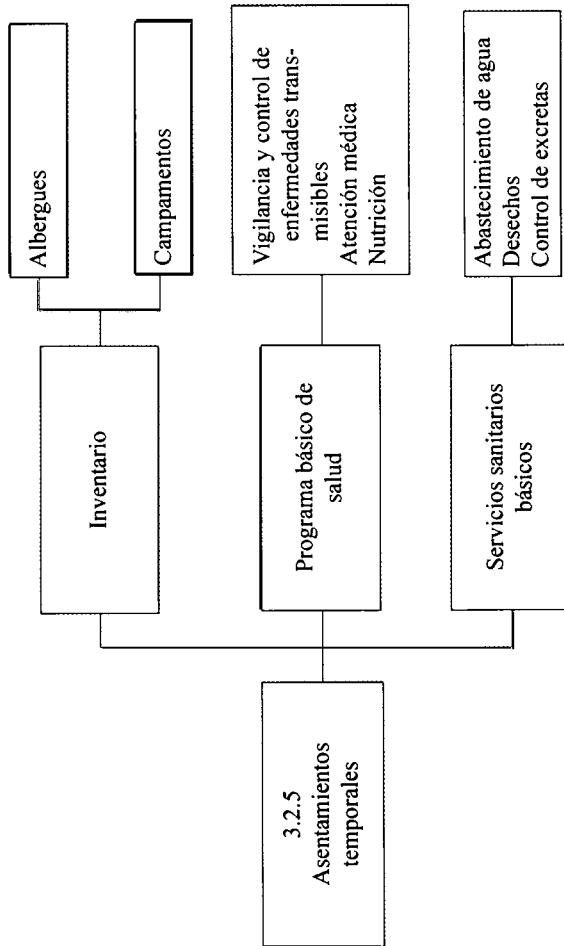 3.2.5
Asentamientos
temporales
Inventario
Albergues
Campamentos
Programa básico de
salud
Vigilancia y control de
enfermedades trans-
misibles
Atención médica
Nutrición
Servicios sanitarios
básicos
Abastecimiento de agua
Desechos
Control de excretas